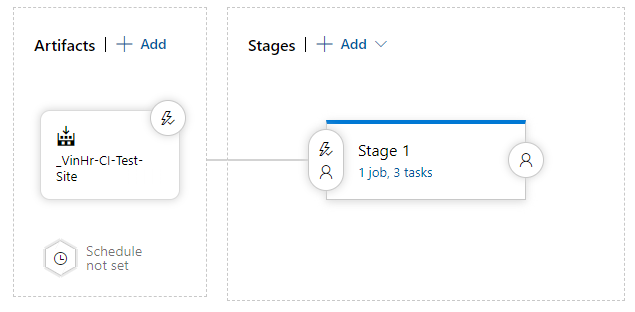 Artifacts | + Add
Stages | + Add
_VinHr-CI-Test-
Site
Stage 1
1 job, 3 tasks
Schedule
not set